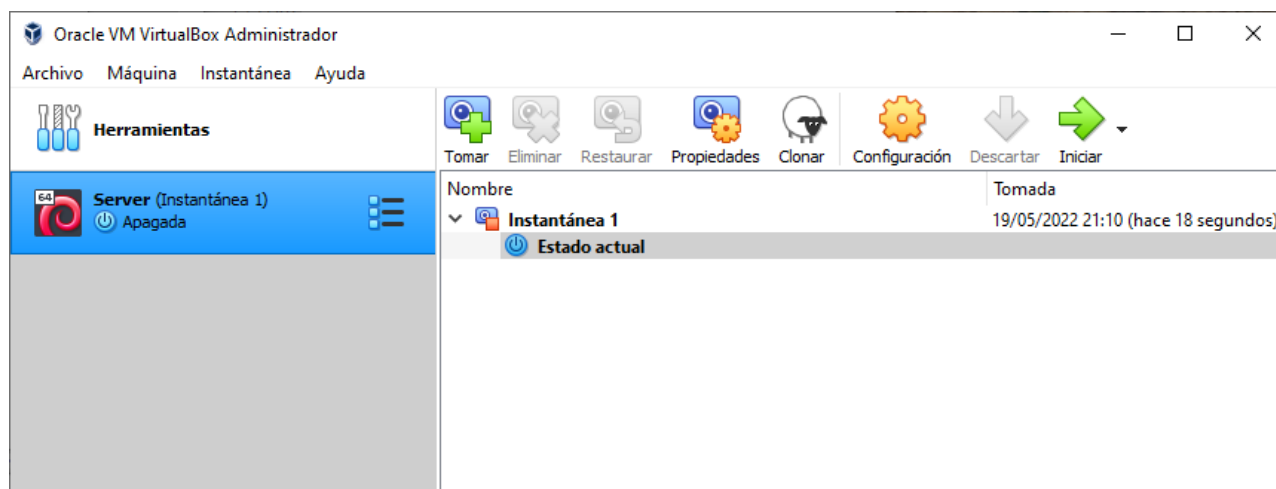 Oracle VM VirtualBox Administrador
Archivo Máquina Instantánea Ayuda
Herramientas
Tomar Eliminar Restaurar Propiedades Clonar Configuración Descartar Iniciar
64
Server (Instantánea 1)
Apagada
Nombre Tomada
Instantánea 1 19/05/2022 21:10 (hace 18 segundos)
Estado actual